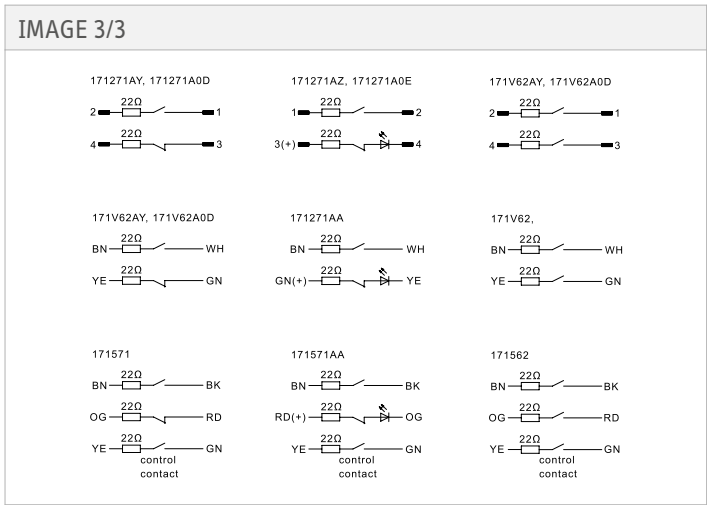 IMAGE 3/3
171271AY, 171271A0D
22Ω
2 1
22Ω
4 3
171271AZ, 171271A0E
22Ω
1 2
22Ω
3(+) 4
171V62AY, 171V62A0D
22Ω
2 1
22Ω
4 3
171V62AY, 171V62A0D
22Ω
BN WH
22Ω
YE GN
171271AA
22Ω
BN WH
22Ω
GN(+) YE
171V62,
22Ω
BN WH
22Ω
YE GN
171571
22Ω
BN BK
22Ω
OG RD
22Ω
YE GN
control
contact
171571AA
22Ω
BN BK
22Ω
RD(+) OG
22Ω
YE GN
control
contact
171562
22Ω
BN BK
22Ω
OG RD
22Ω
YE GN
control
contact